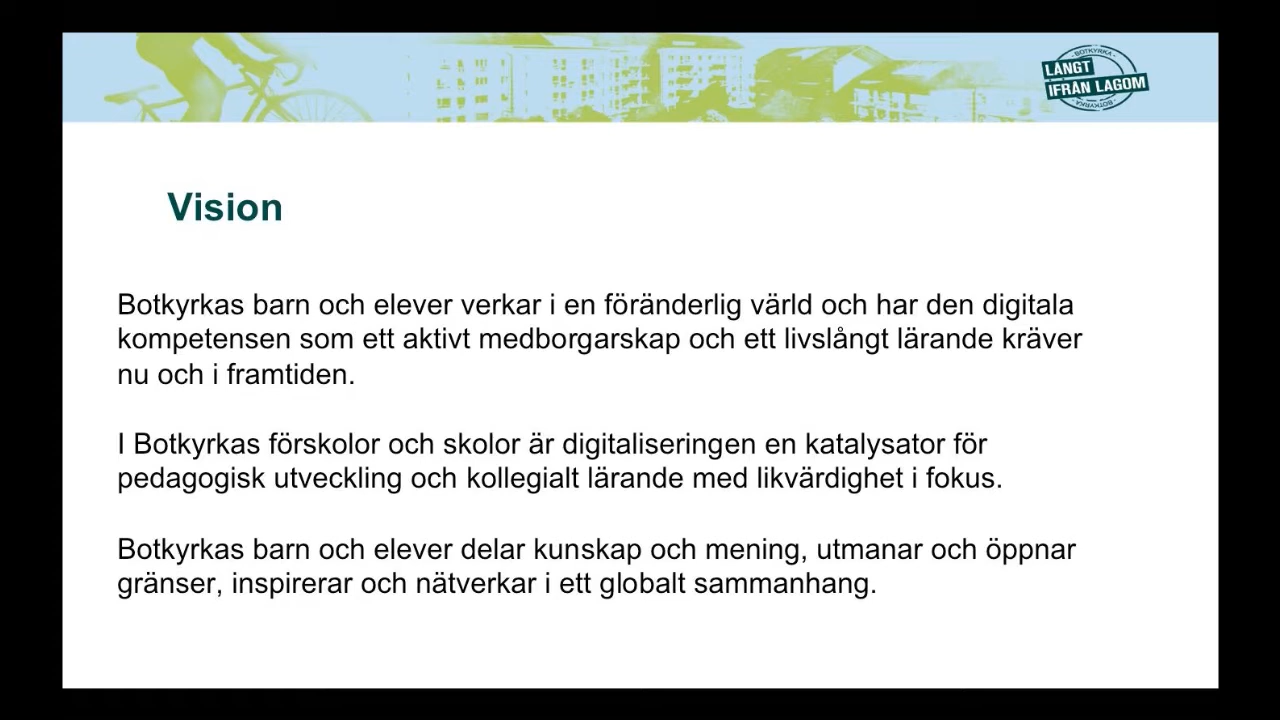 BOTKYRKA
LÅNGT
IFRÅN LAGOM
BOTKYRKA
Vision
Botkyrkas barn och elever verkar i en föränderlig värld och har den digitala
kompetensen som ett aktivt medborgarskap och ett livslångt lärande kräver
nu och i framtiden.
I Botkyrkas förskolor och skolor är digitaliseringen en katalysator för
pedagogisk utveckling och kollegialt lärande med likvärdighet i fokus.
Botkyrkas barn och elever delar kunskap och mening, utmanar och öppnar
gränser, inspirerar och nätverkar i ett globalt sammanhang.